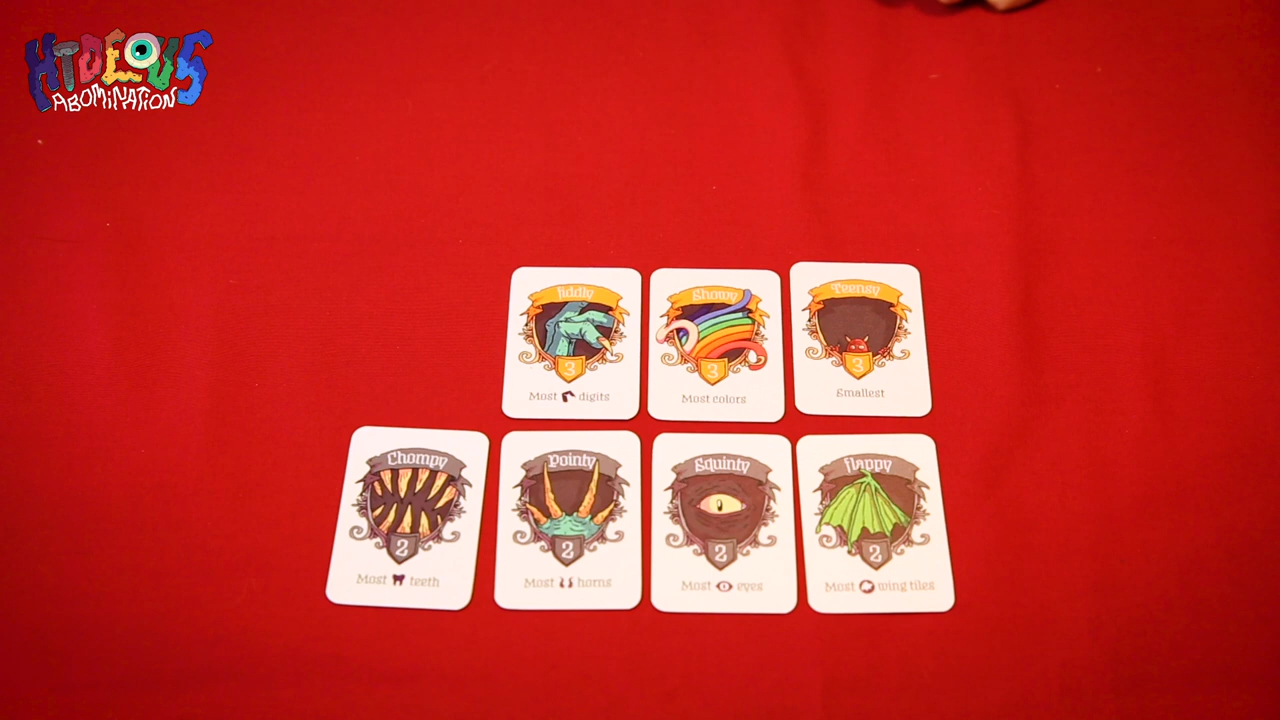 HIDEOUS
ABOMINATION
fiddly
3
Most digits
Showy
3
Most colors
Teensy
3
Smallest
Chompy
2
Most teeth
Pointy
2
Most horns
Squinty
2
Most eyes
flappy
2
Most wing tiles